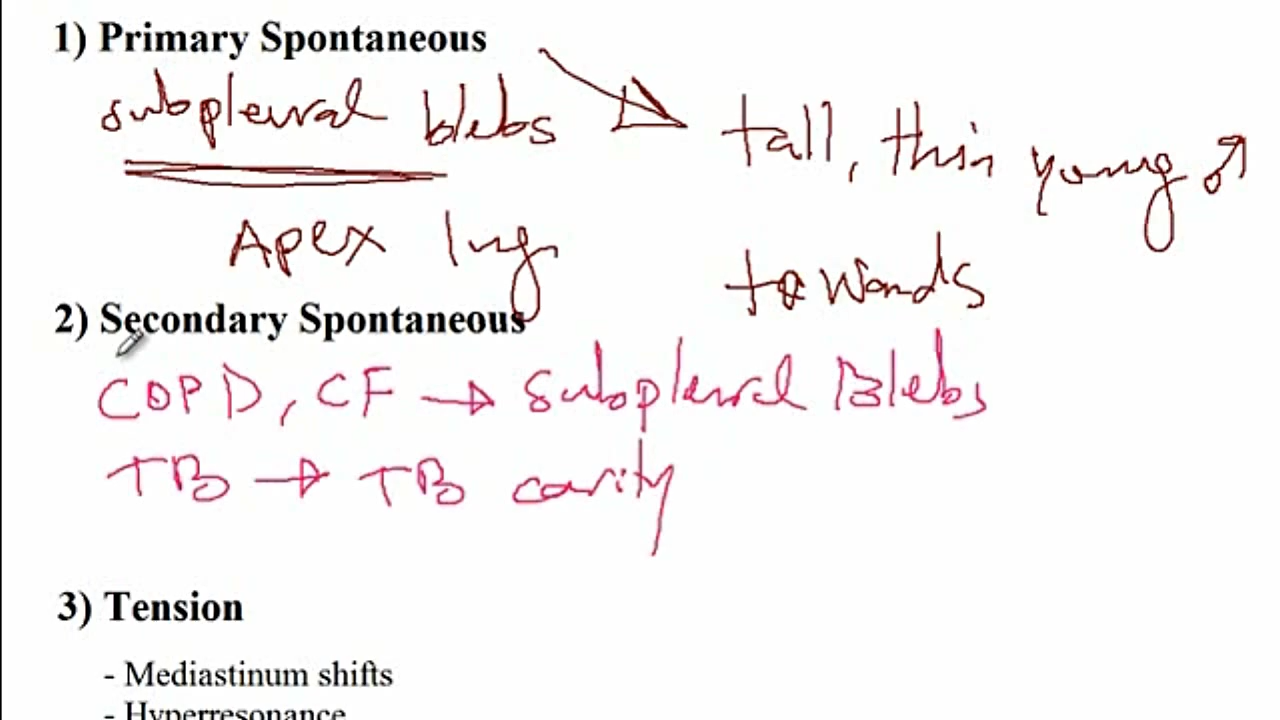 1) Primary Spontaneous
subpleural blebs
tall, thin young ♂
Apex lung
towards
2) Secondary Spontaneous
COPD, CF → Subpleural Blebs
TB → TB cavity
3) Tension
- Mediastinum shifts
- Hyperresonance